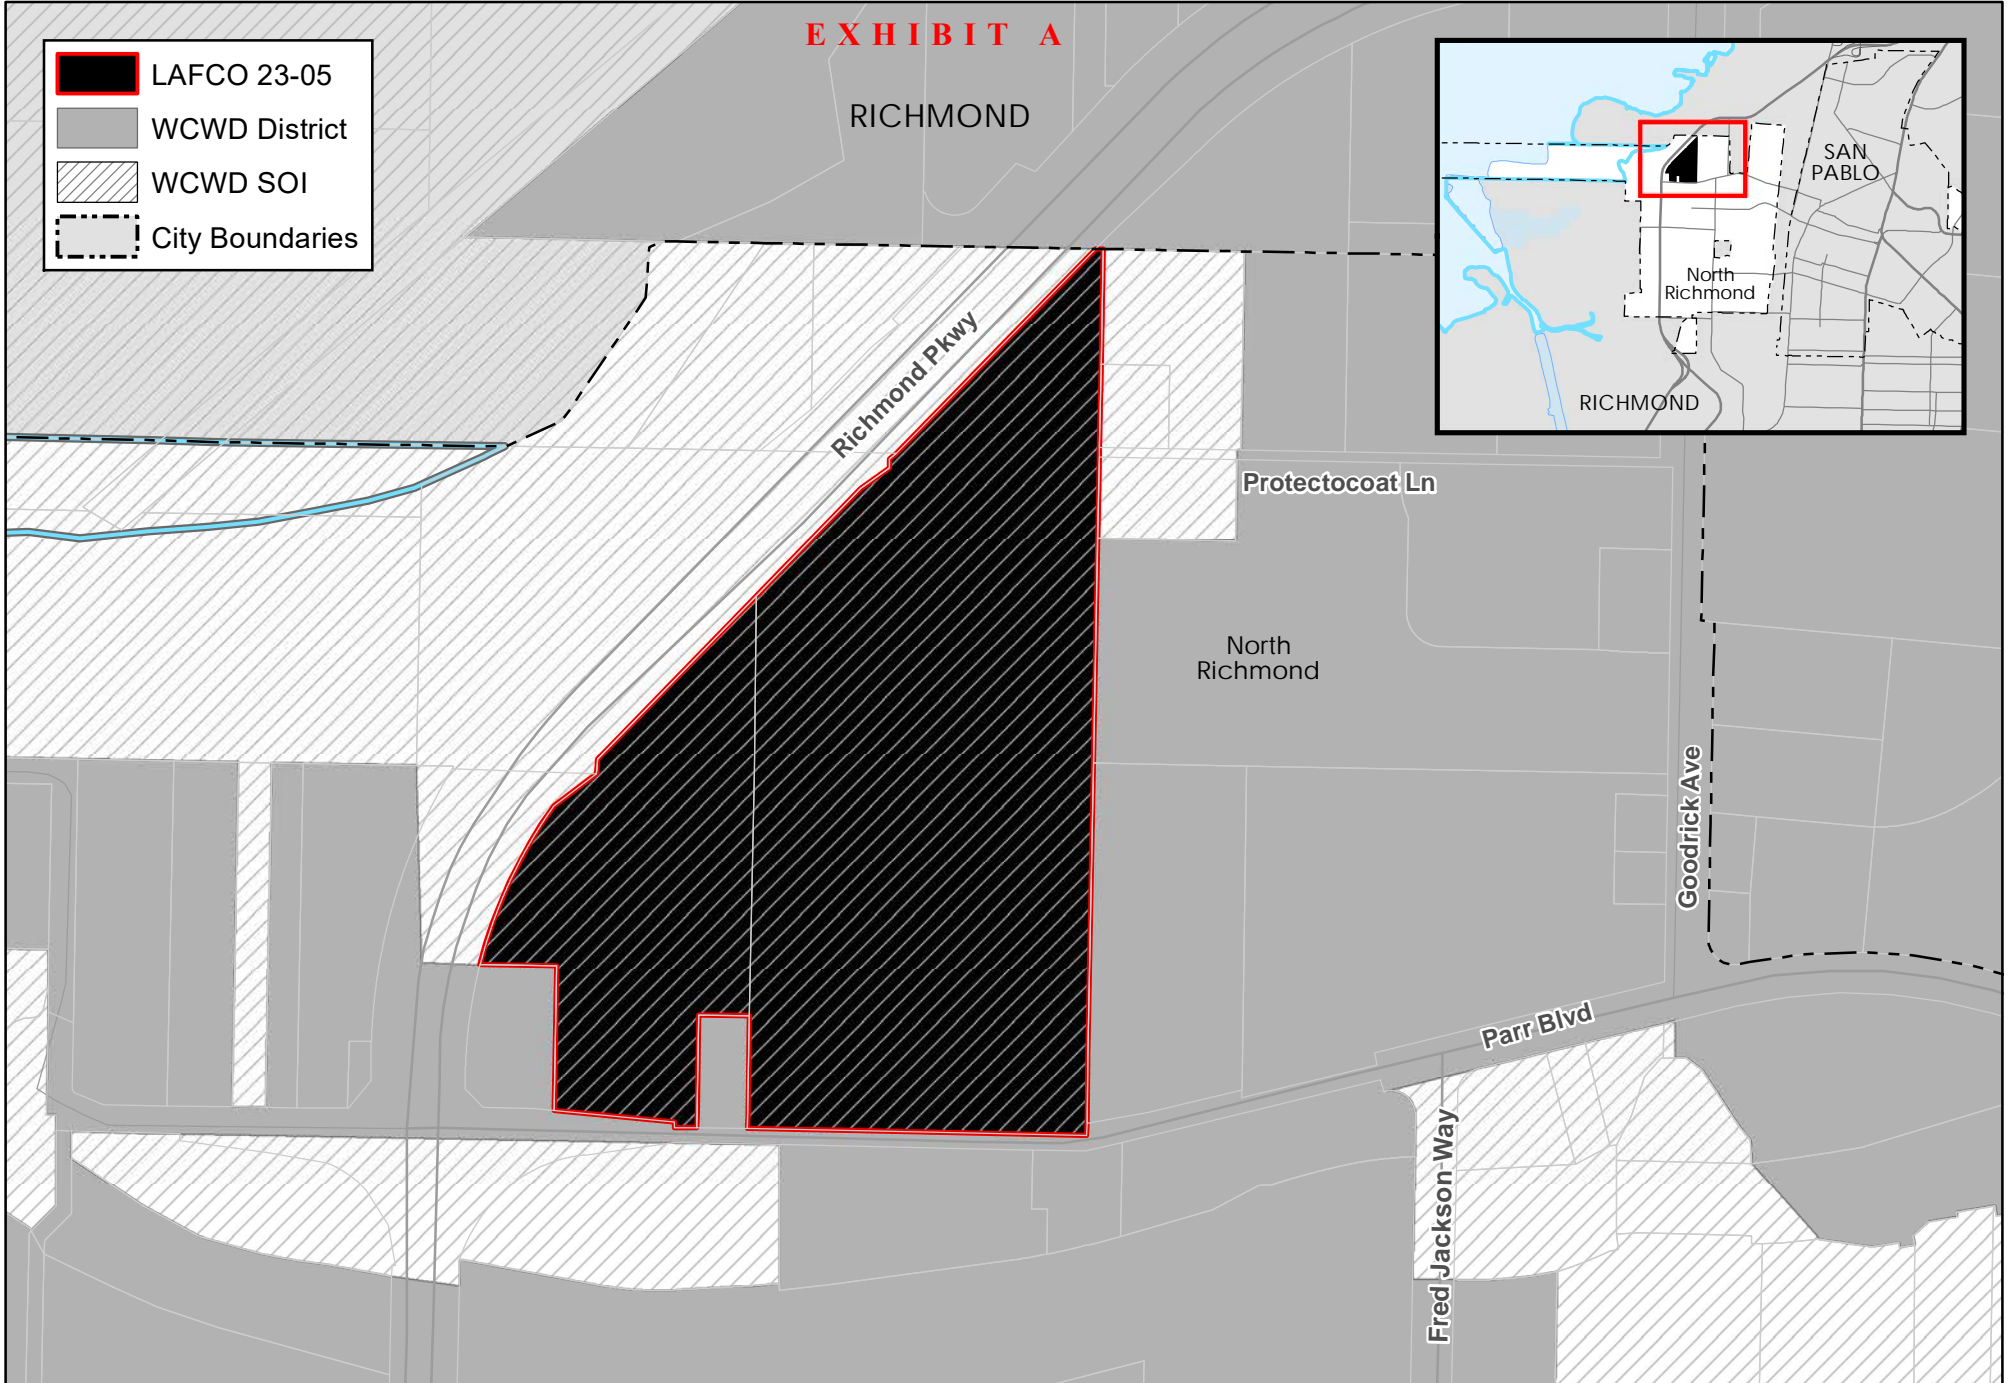 EXHIBIT A
LAFCO 23-05
WCWD District
WCWD SOI
City Boundaries
RICHMOND
SAN
PABLO
North
Richmond
RICHMOND
Richmond Pkwy
Protectocoat Ln
North
Richmond
Goodrick Ave
Parr Blvd
Fred Jackson Way